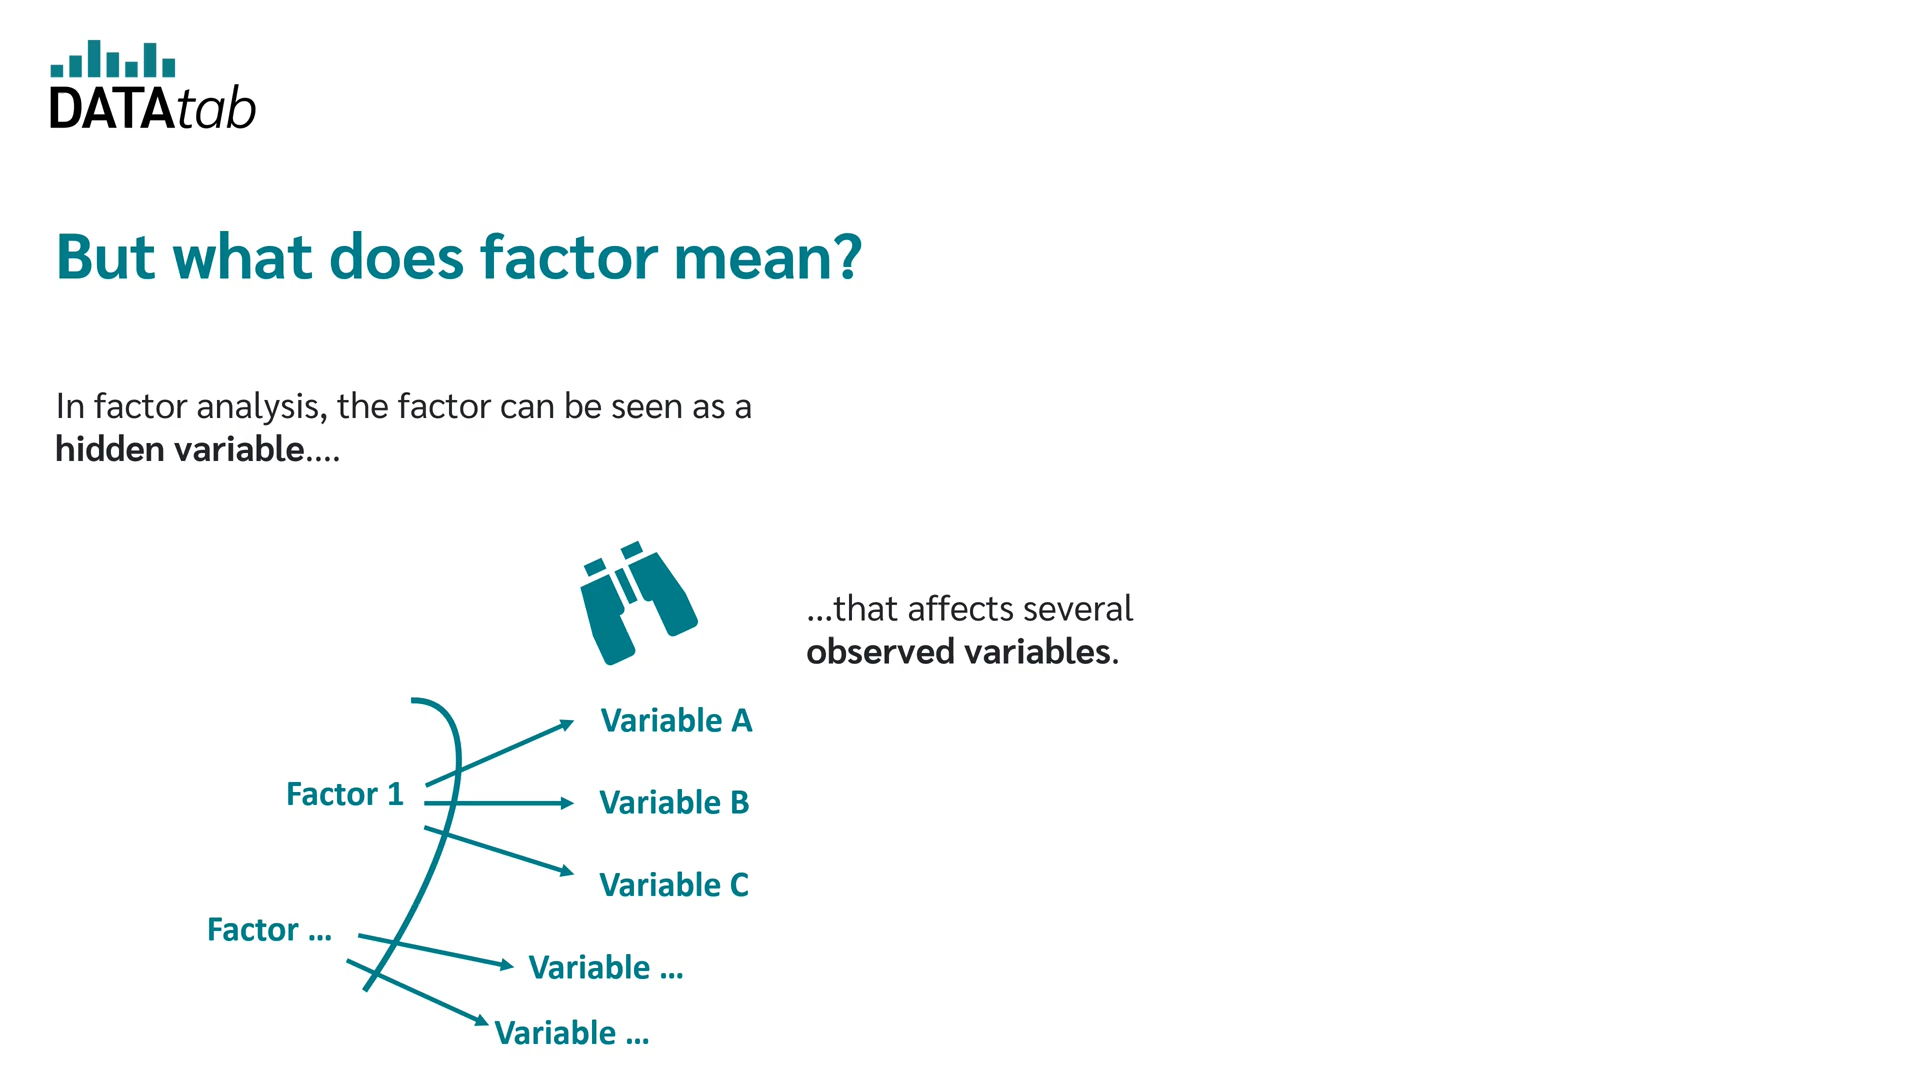 DATAtab
But what does factor mean?
In factor analysis, the factor can be seen as a
hidden variable....
...that affects several
observed variables.
Variable A
Factor 1
Variable B
Variable C
Factor ...
Variable ...
Variable ...